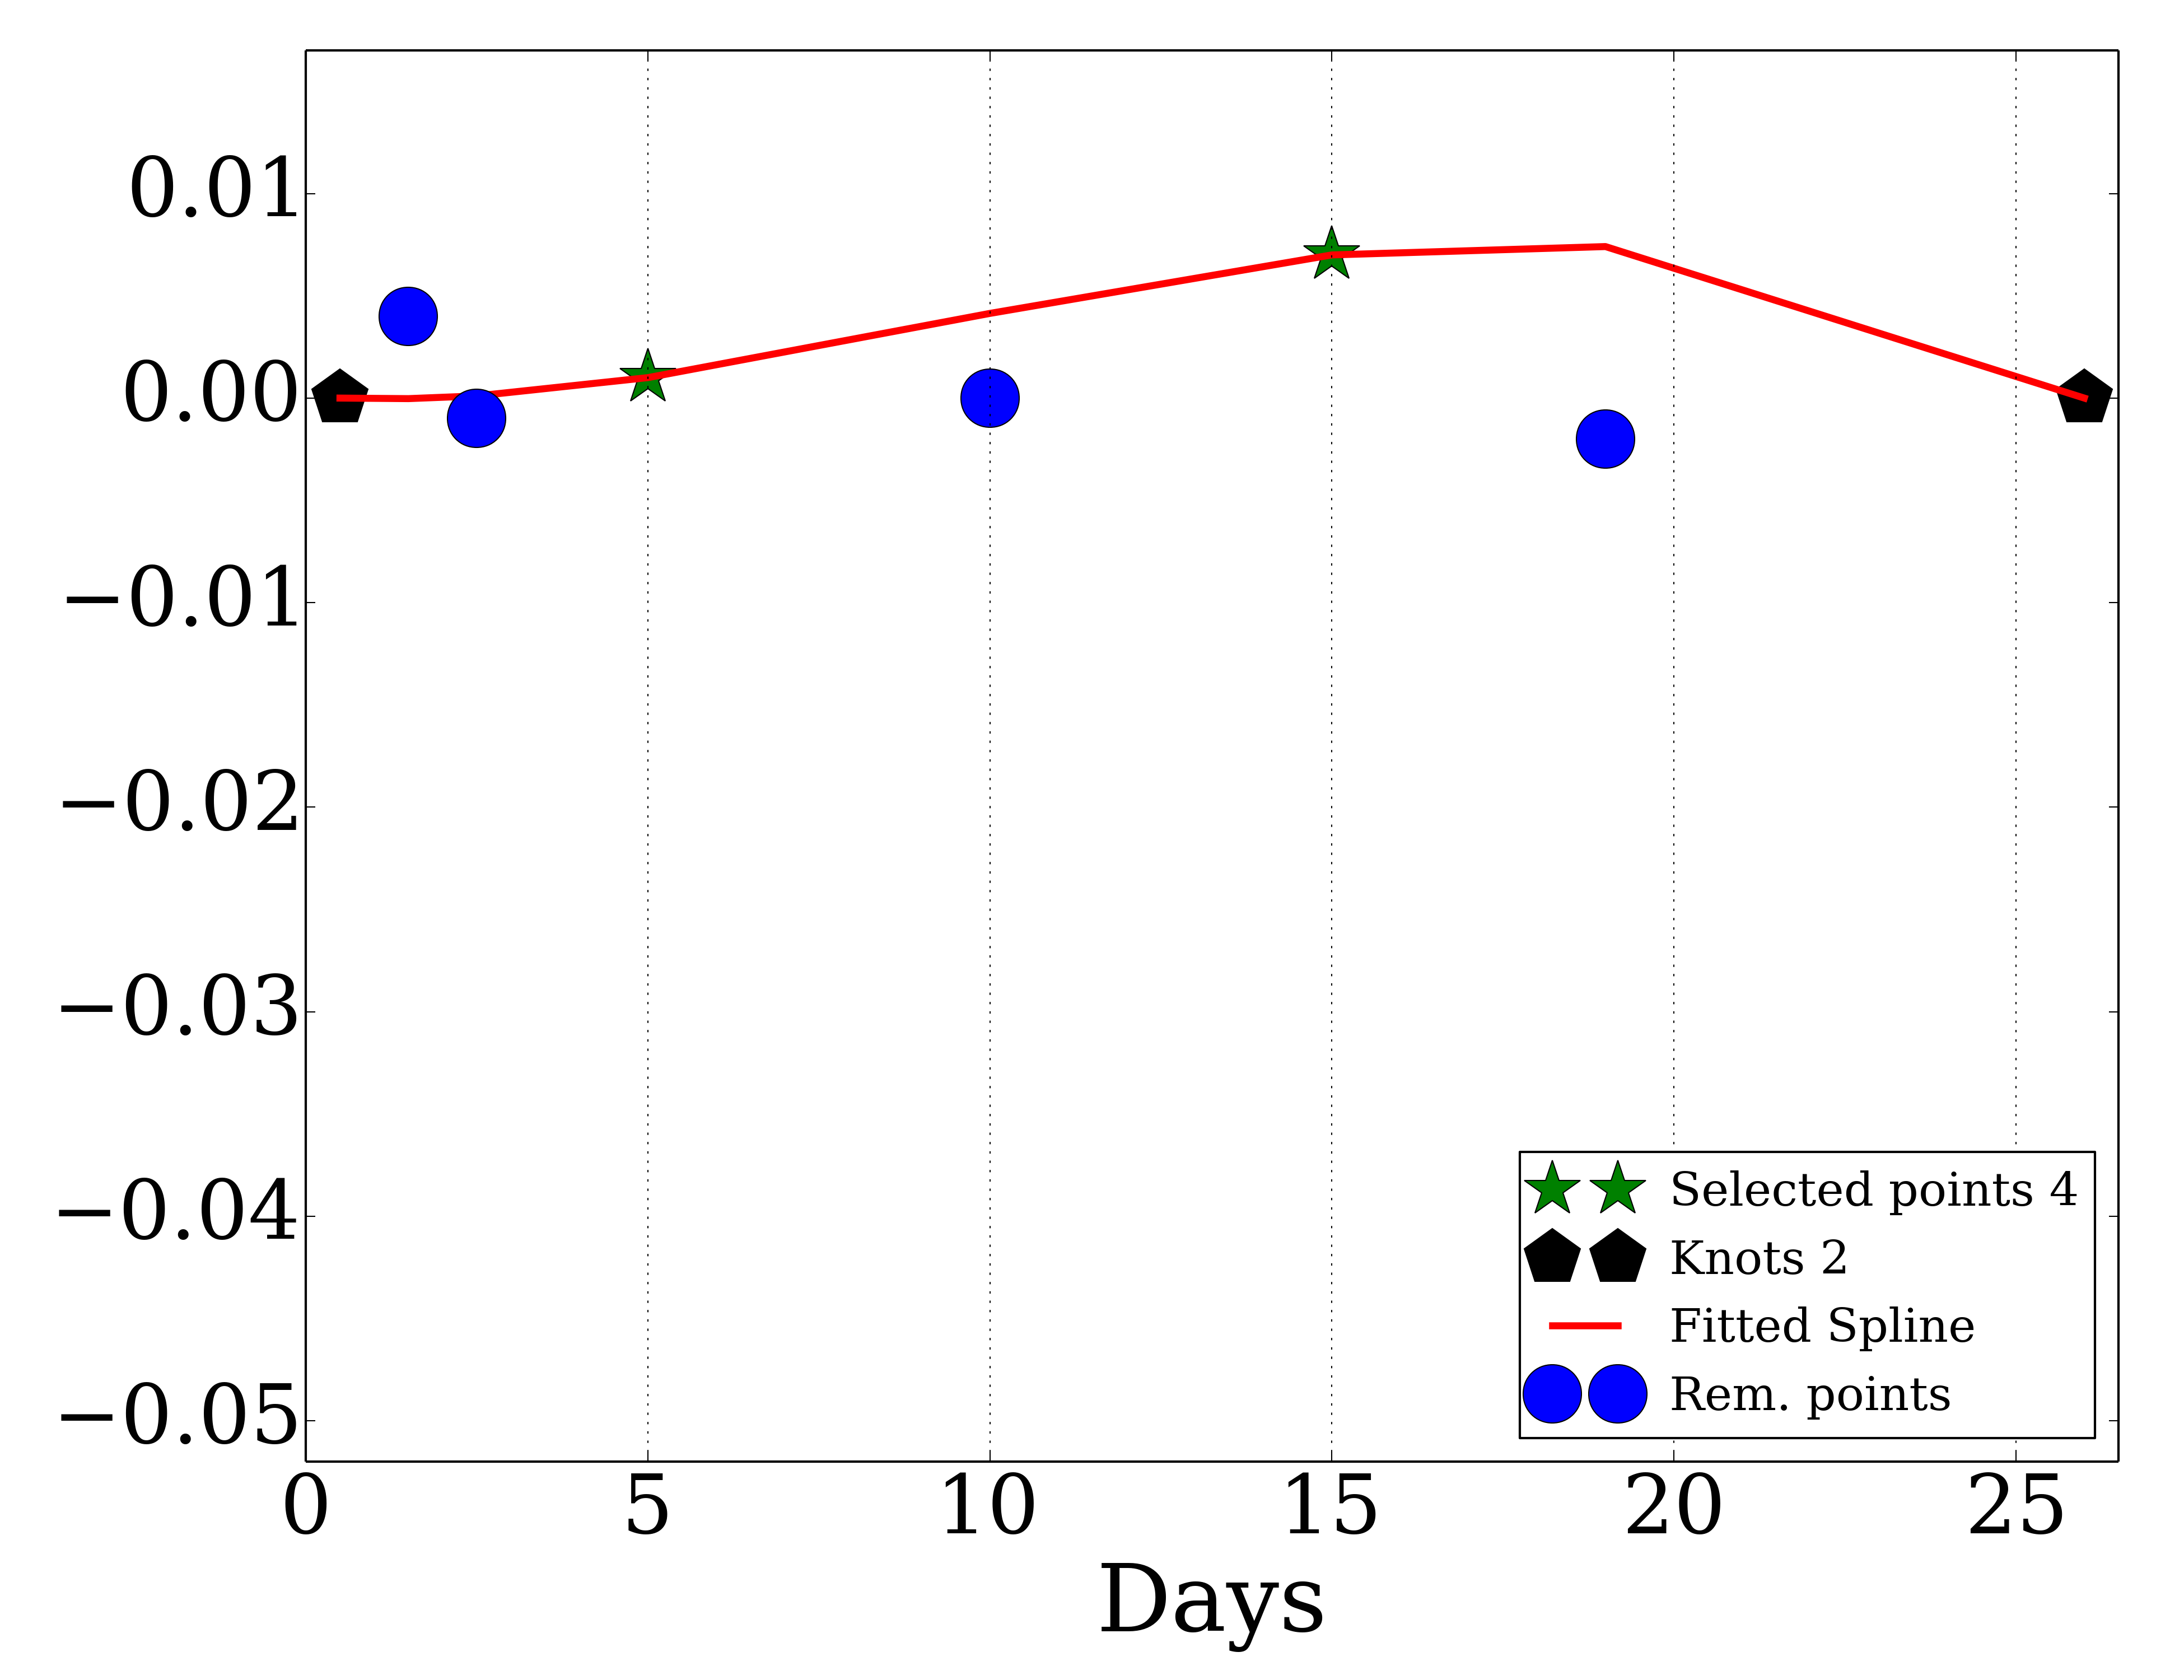 0.01
0.00
−0.01
−0.02
−0.03
−0.04
−0.05
0 5 10 15 20 25
Days
Selected points 4
Knots 2
Fitted Spline
Rem. points